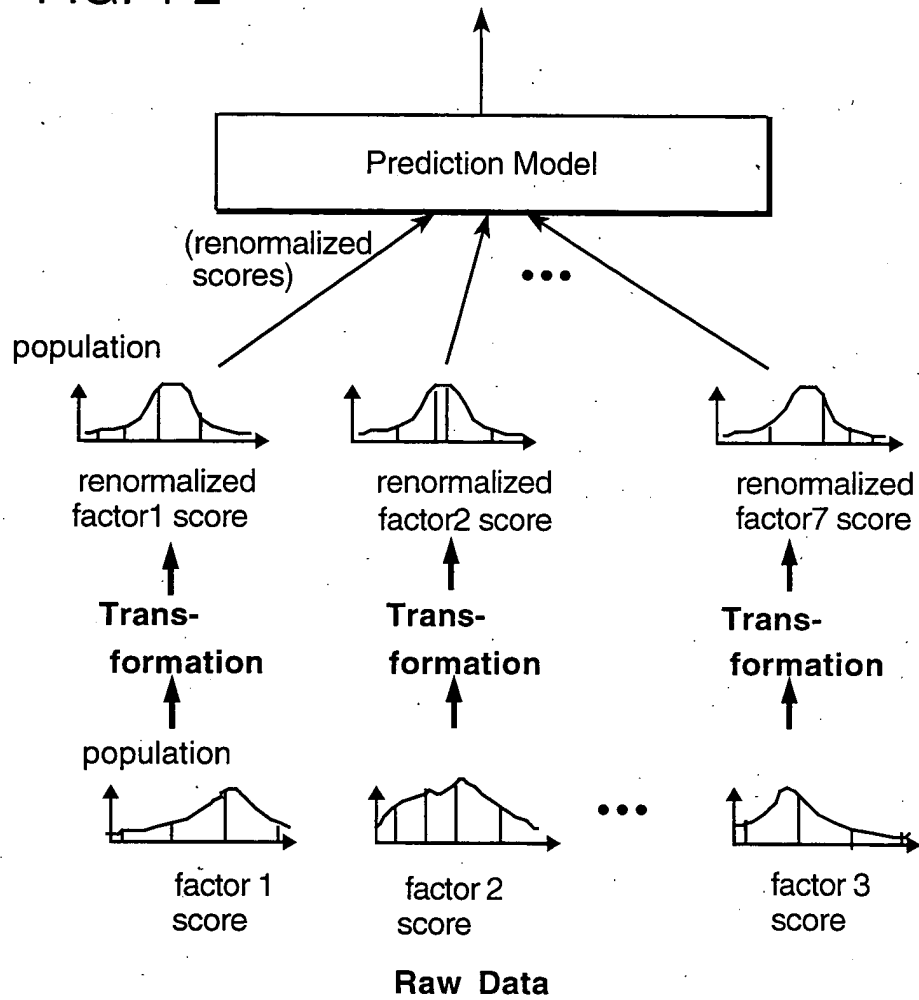 Prediction Model
(renormalized
scores)
•••
population
renormalized
factor1 score
renormalized
factor2 score
renormalized
factor7 score
Trans-
formation
Trans-
formation
Trans-
formation
population
•••
factor 1
score
factor 2
score
factor 3
score
Raw Data